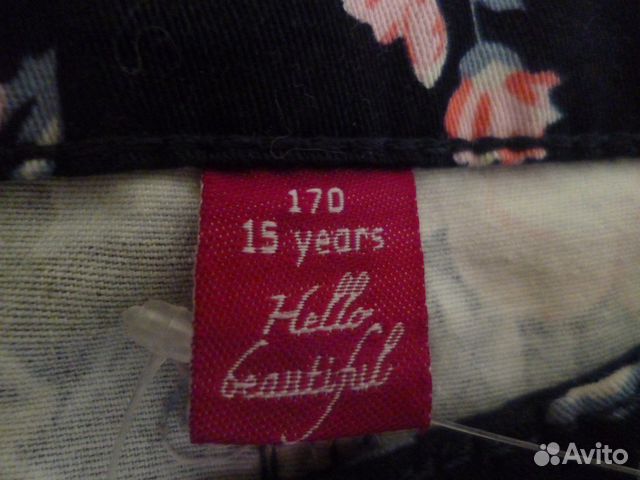 170
15 years
Hello
beautiful
Avito